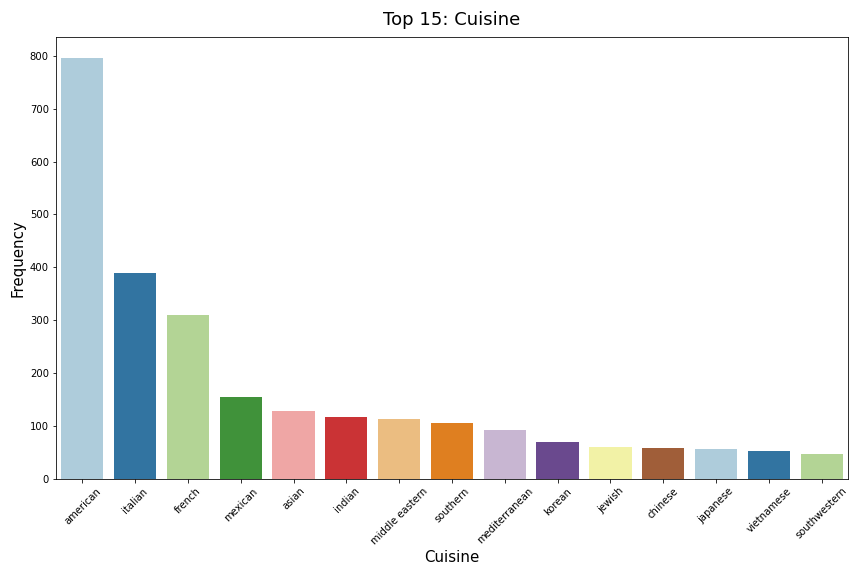 Top 15: Cuisine
Frequency
800
700
600
500
400
300
200
100
0
american
italian
french
mexican
asian
indian
middle eastern
southern
mediterranean
korean
jewish
chinese
japanese
vietnamese
southwestern
Cuisine